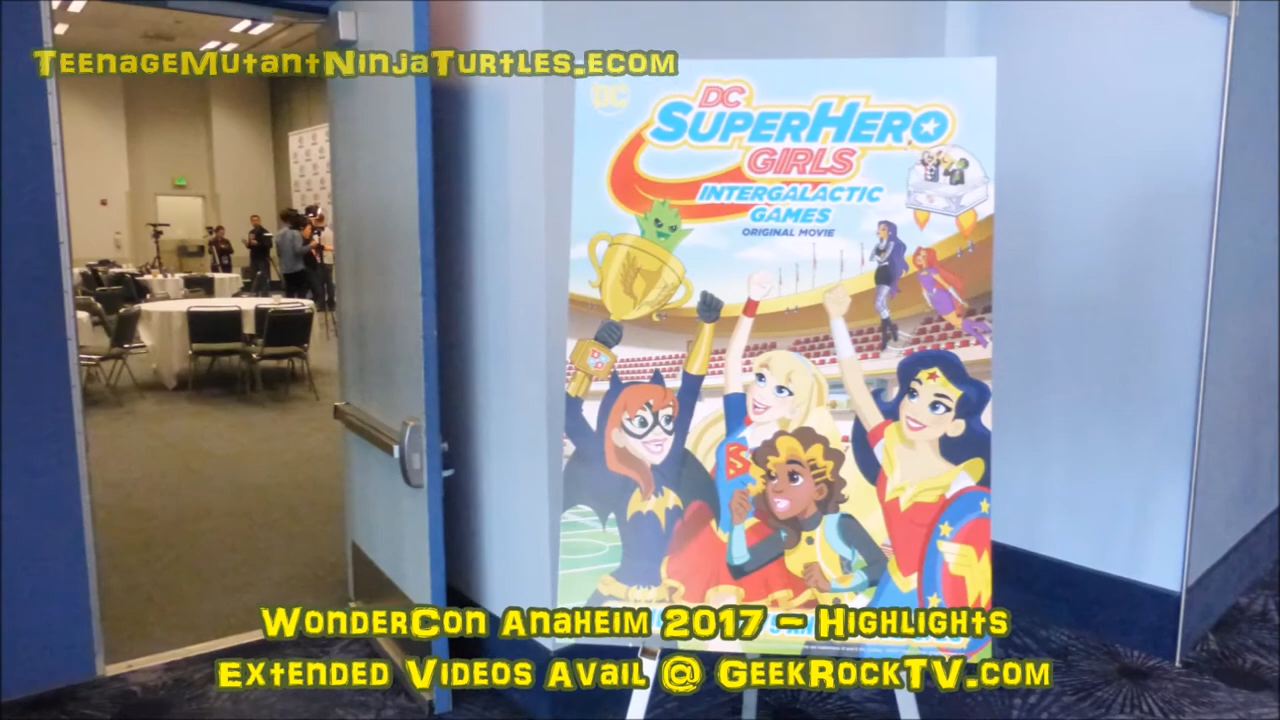 TeenageMutantNinjaTurtles.ecom
DC
DC
SUPERHERO
GIRLS
INTERGALACTIC
GAMES
ORIGINAL MOVIE
S
WonderCon Anaheim 2017 - Highlights
Extended Videos Avail @ GeekRockTV.com